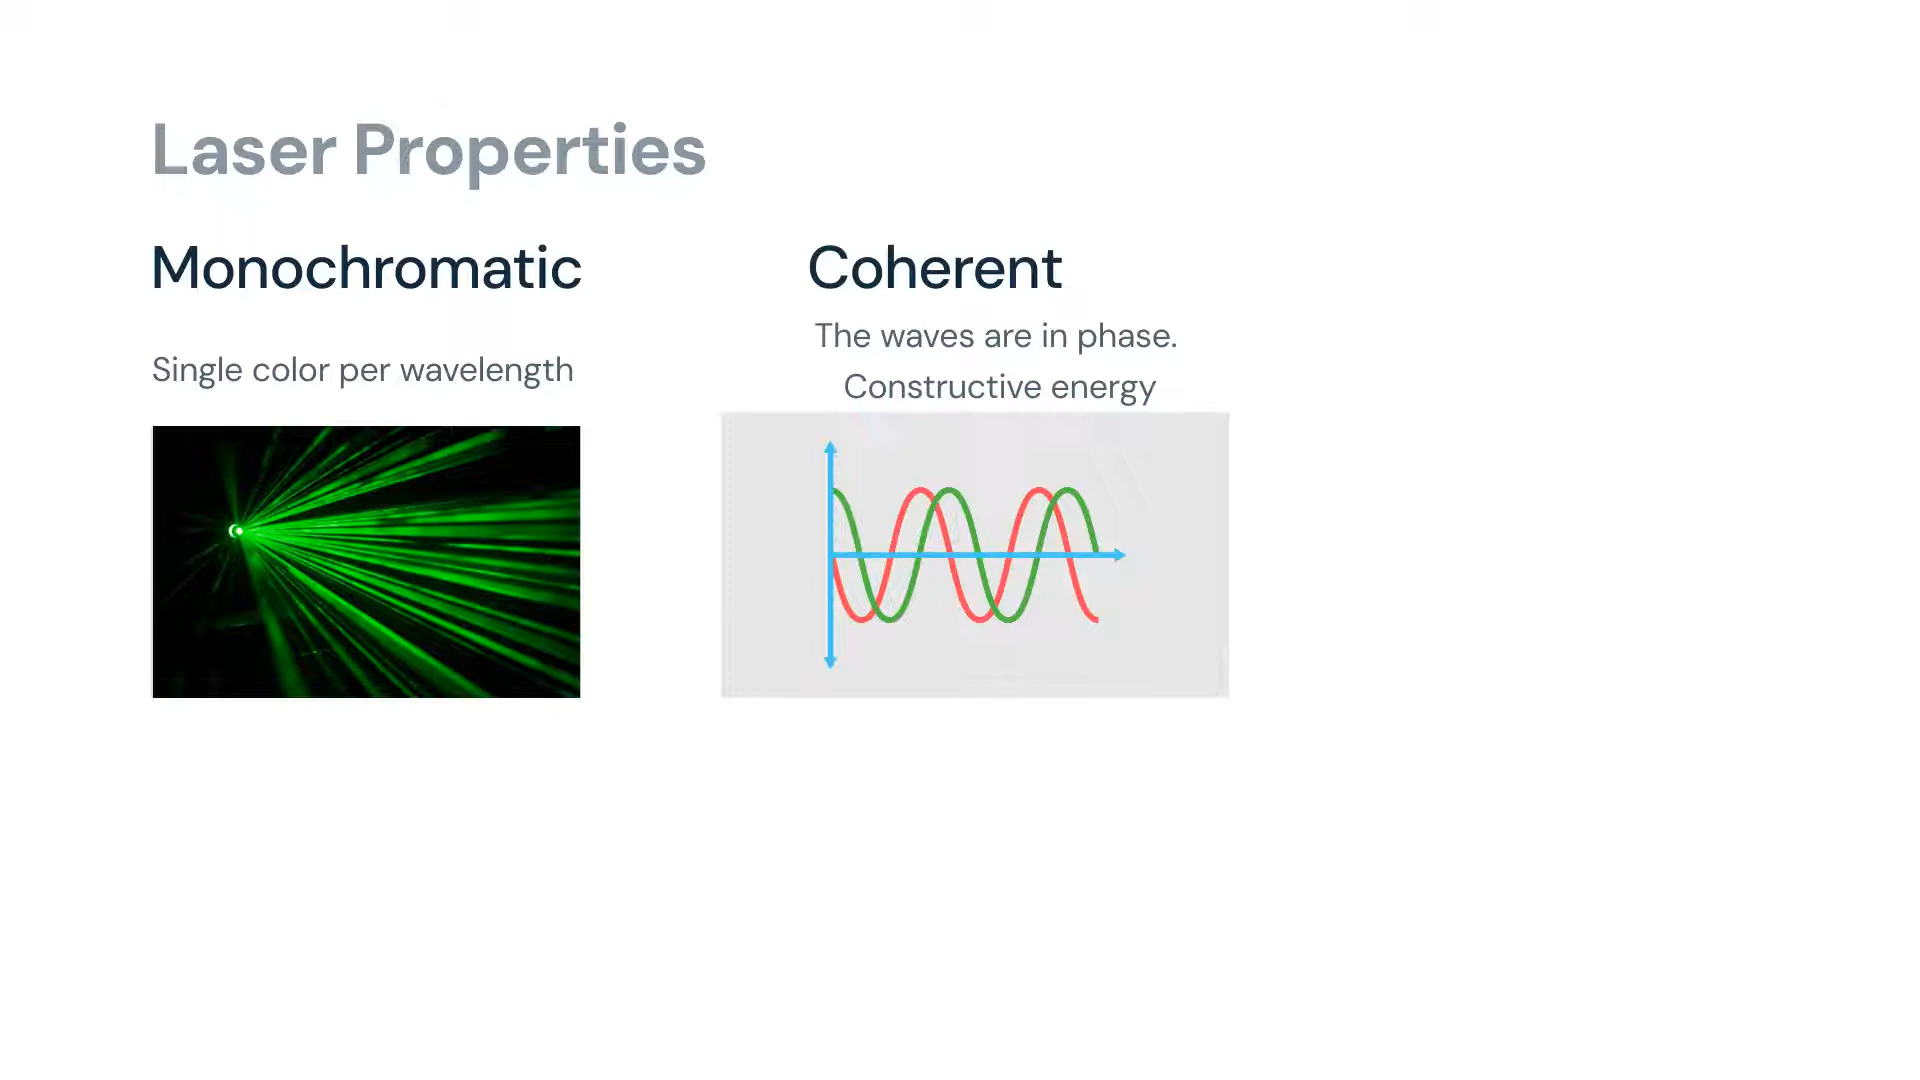 Laser Properties
Monochromatic
Single color per wavelength
Coherent
The waves are in phase.
Constructive energy